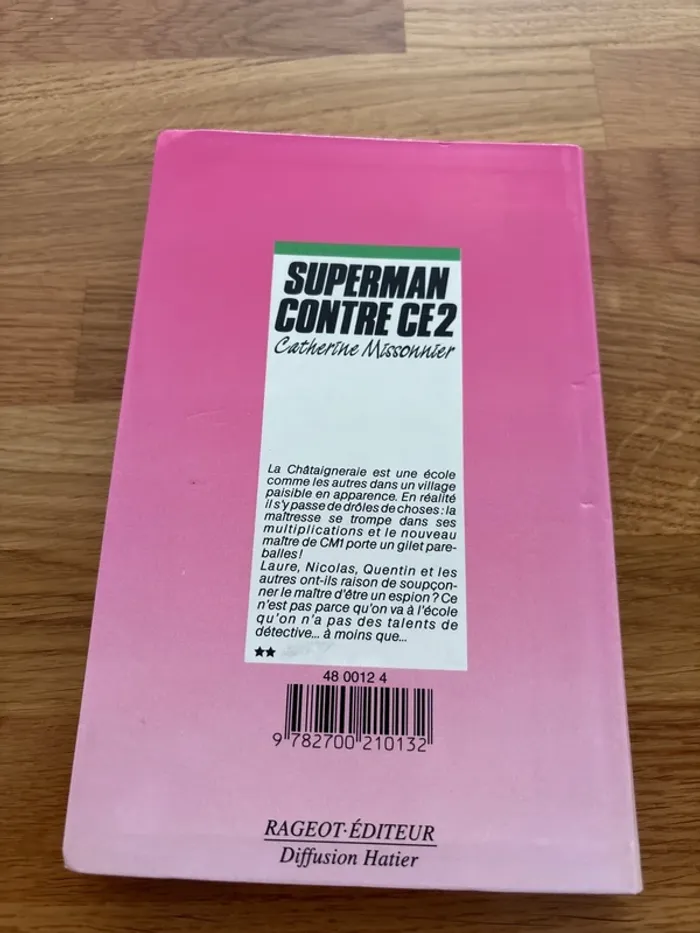 SUPERMAN
CONTRE CE2
Catherine Missonnier
La Châtaigneraie est une école
comme les autres dans un village
paisible en apparence. En réalité
il s'y passe de drôles de choses : la
maîtresse se trompe dans ses
multiplications et le nouveau
maître de CM1 porte un gilet pare-
balles !
Laure, Nicolas, Quentin et les
autres ont-ils raison de soupçon-
ner le maître d'être un espion ? Ce
n'est pas parce qu'on va à l'école
qu'on n'a pas des talents de
détective... à moins que...
★★
48 0012 4
9 782700 210132
RAGEOT·ÉDITEUR
Diffusion Hatier